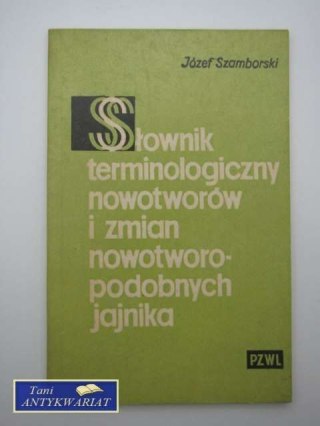 Józef Szamborski
Słownik
terminologiczny
nowotworów
i zmian
nowotworo-
podobnych
jajnika
PZWL
Tani
ANTYKWARIAT